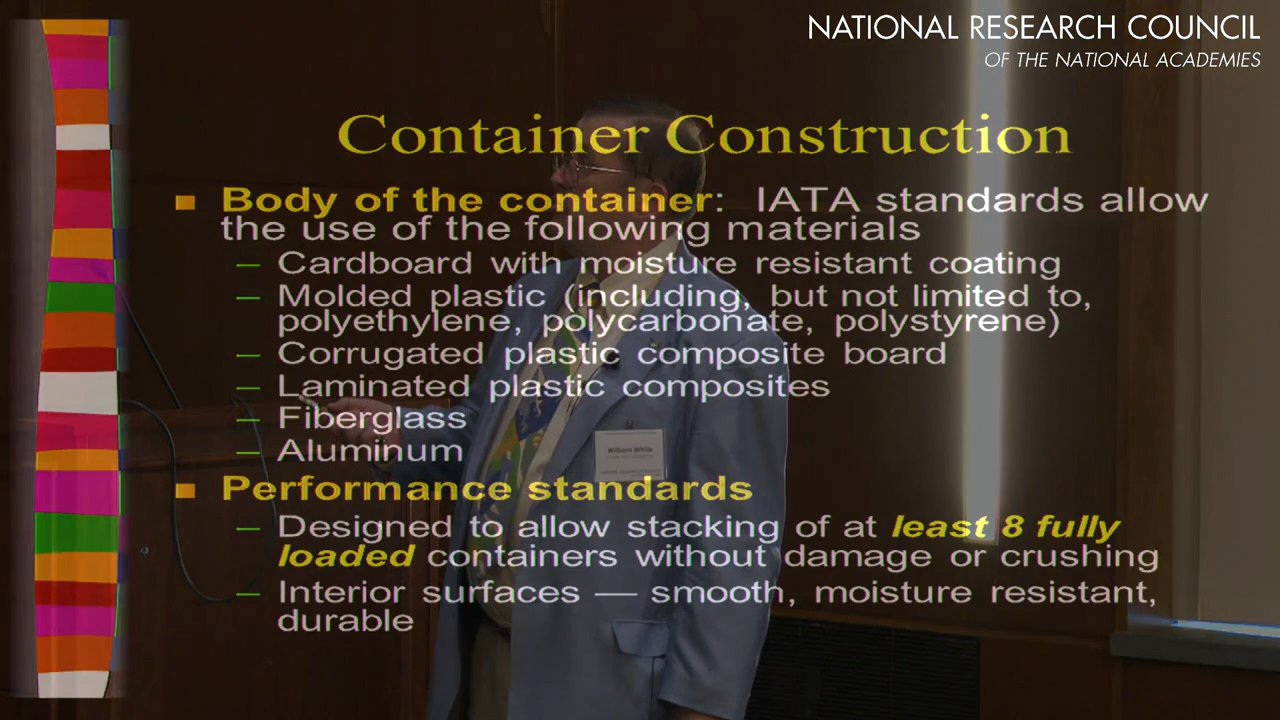 NATIONAL RESEARCH COUNCIL
OF THE NATIONAL ACADEMIES
Container Construction
Body of the container: IATA standards allow
the use of the following materials
– Cardboard with moisture resistant coating
– Molded plastic (including, but not limited to,
polyethylene, polycarbonate, polystyrene)
– Corrugated plastic composite board
– Laminated plastic composites
– Fiberglass
– Aluminum
William White
Performance standards
– Designed to allow stacking of at least 8 fully
loaded containers without damage or crushing
– Interior surfaces — smooth, moisture resistant,
durable